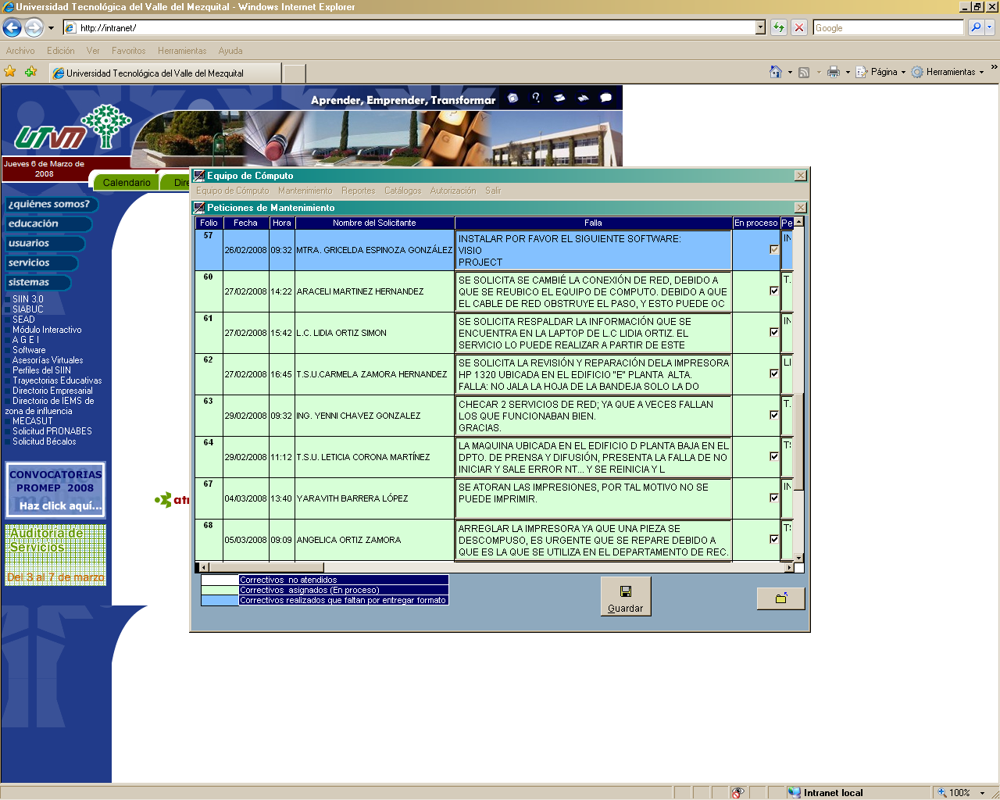 Universidad Tecnológica del Valle del Mezquital - Windows Internet Explorer
http://intranet/
Google
Archivo Edición Ver Favoritos Herramientas Ayuda
Universidad Tecnológica del Valle del Mezquital
Página Herramientas »
Aprender, Emprender, Transformar
UTVM
Jueves 6 de Marzo de
2008
Calendario Dire
¿quiénes somos?
educación
usuarios
servicios
sistemas
SIIN 3.0
SIABUC
SEAD
Módulo Interactivo
A G E I
Software
Asesorías Virtuales
Perfiles del SIIN
Trayectorias Educativas
Directorio Empresarial
Directorio de IEMS de
zona de influencia
MECASUT
Solicitud PRONABES
Solicitud Bécalos
CONVOCATORIAS
PROMEP 2008
Haz click aquí...
Auditoría de
Servicios
Del 3 al 7 de marzo
Equipo de Cómputo
Equipo de Cómputo Mantenimiento Reportes Catálogos Autorización Salir
Peticiones de Mantenimiento
Folio Fecha Hora Nombre del Solicitante Falla En proceso Pe
57 26/02/2008 09:32 MTRA. GRICELDA ESPINOZA GONZÁLEZ INSTALAR POR FAVOR EL SIGUIENTE SOFTWARE:
VISIO
PROJECT
60 27/02/2008 14:22 ARACELI MARTINEZ HERNANDEZ SE SOLICITA SE CAMBIÉ LA CONEXIÓN DE RED, DEBIDO A
QUE SE REUBICO EL EQUIPO DE COMPUTO. DEBIDO A QUE
EL CABLE DE RED OBSTRUYE EL PASO, Y ESTO PUEDE OC
61 27/02/2008 15:42 L.C. LIDIA ORTIZ SIMON SE SOLICITA RESPALDAR LA INFORMACIÓN QUE SE
ENCUENTRA EN LA LAPTOP DE L.C LIDIA ORTIZ. EL
SERVICIO LO PUEDE REALIZAR A PARTIR DE ESTE
62 27/02/2008 16:45 T.S.U.CARMELA ZAMORA HERNANDEZ SE SOLICITA LA REVISIÓN Y REPARACIÓN DELA IMPRESORA
HP 1320 UBICADA EN EL EDIFICIO "E" PLANTA ALTA.
FALLA: NO JALA LA HOJA DE LA BANDEJA SOLO LA DO
63 29/02/2008 09:32 ING. YENNI CHAVEZ GONZALEZ CHECAR 2 SERVICIOS DE RED; YA QUE A VECES FALLAN
LOS QUE FUNCIONABAN BIEN.
GRACIAS.
64 29/02/2008 11:12 T.S.U. LETICIA CORONA MARTÍNEZ LA MAQUINA UBICADA EN EL EDIFICIO D PLANTA BAJA EN EL
DPTO. DE PRENSA Y DIFUSIÓN, PRESENTA LA FALLA DE NO
INICIAR Y SALE ERROR NT... Y SE REINICIA Y L
67 04/03/2008 13:40 YARAVITH BARRERA LÓPEZ SE ATORAN LAS IMPRESIONES, POR TAL MOTIVO NO SE
PUEDE IMPRIMIR.
68 05/03/2008 09:09 ANGELICA ORTIZ ZAMORA ARREGLAR LA IMPRESORA YA QUE UNA PIEZA SE
DESCOMPUSO, ES URGENTE QUE SE REPARE DEBIDO A
QUE ES LA QUE SE UTILIZA EN EL DEPARTAMENTO DE REC.
Correctivos no atendidos
Correctivos asignados (En proceso)
Correctivos realizados que faltan por entregar formato
Guardar
Intranet local
100%